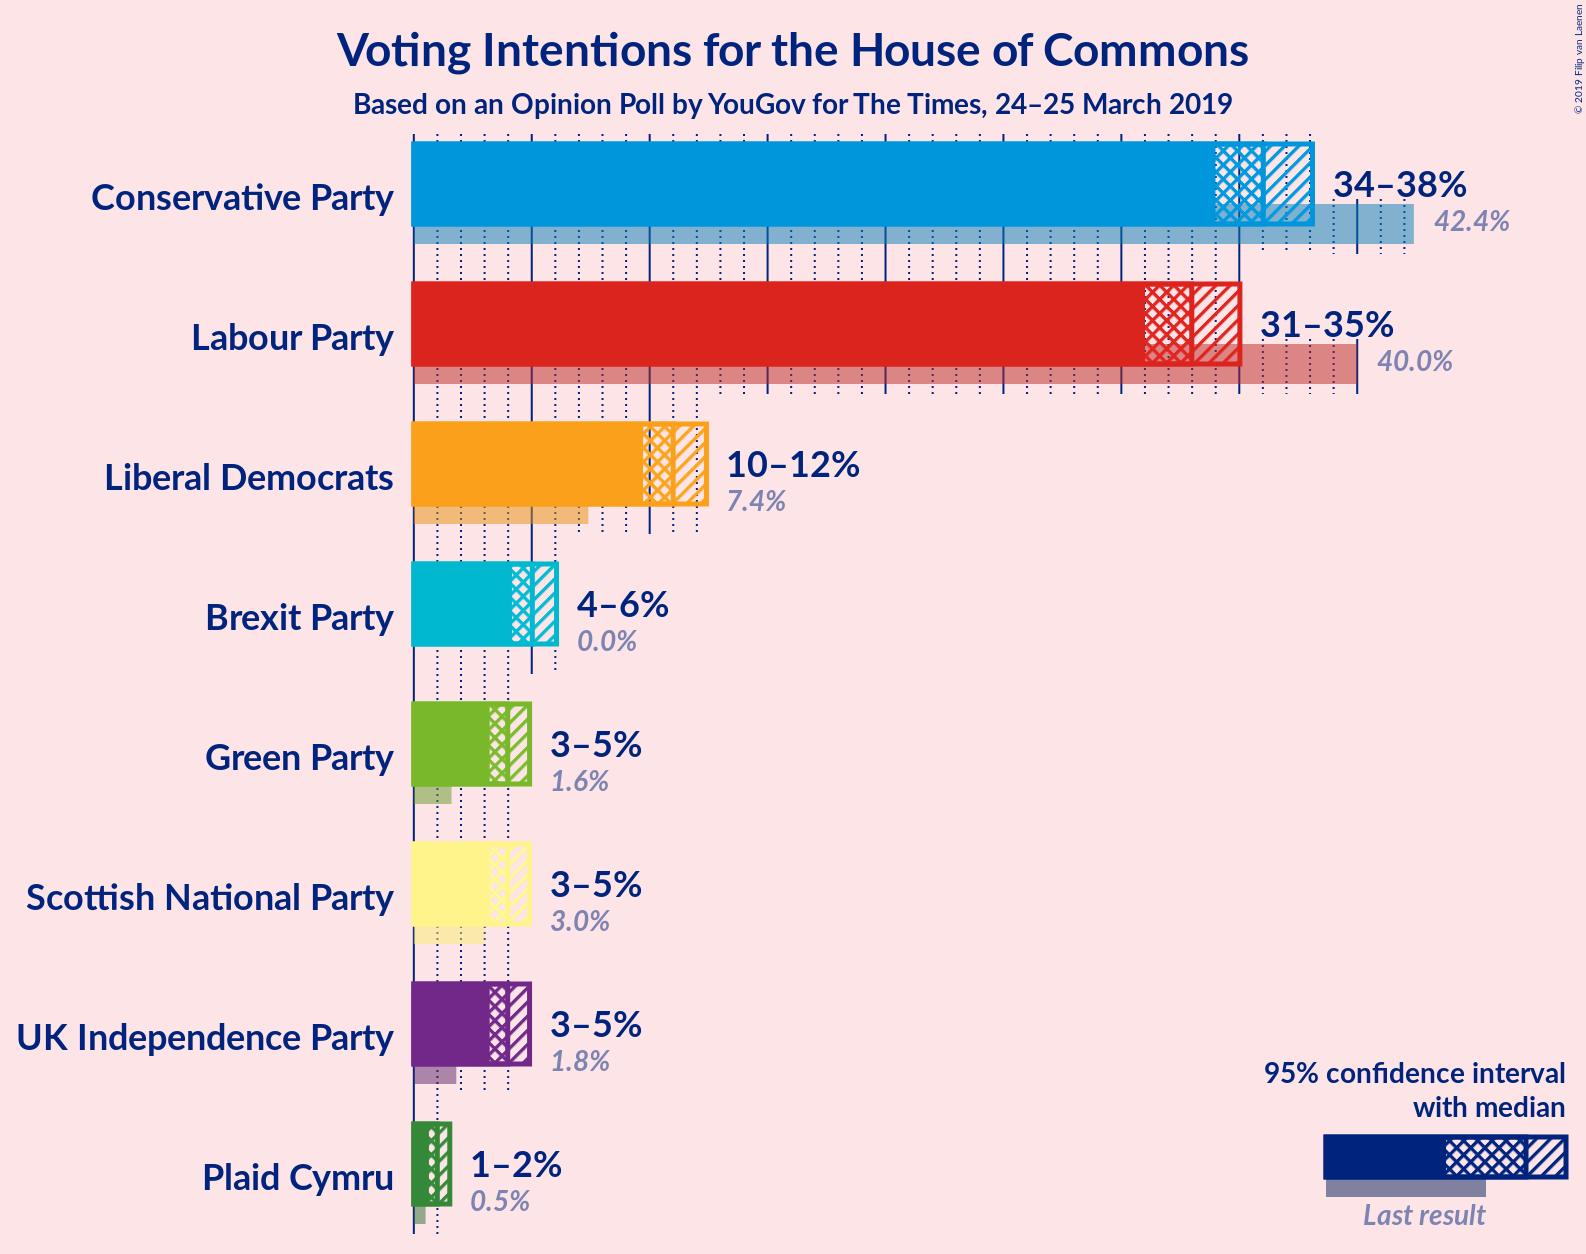 Voting Intentions for the House of Commons
Based on an Opinion Poll by YouGov for The Times, 24–25 March 2019
© 2019 Filip van Laenen
Conservative Party
34–38%
42.4%
Labour Party
31–35%
40.0%
Liberal Democrats
10–12%
7.4%
Brexit Party
4–6%
0.0%
Green Party
3–5%
1.6%
Scottish National Party
3–5%
3.0%
UK Independence Party
3–5%
1.8%
Plaid Cymru
1–2%
0.5%
95% confidence interval
with median
Last result